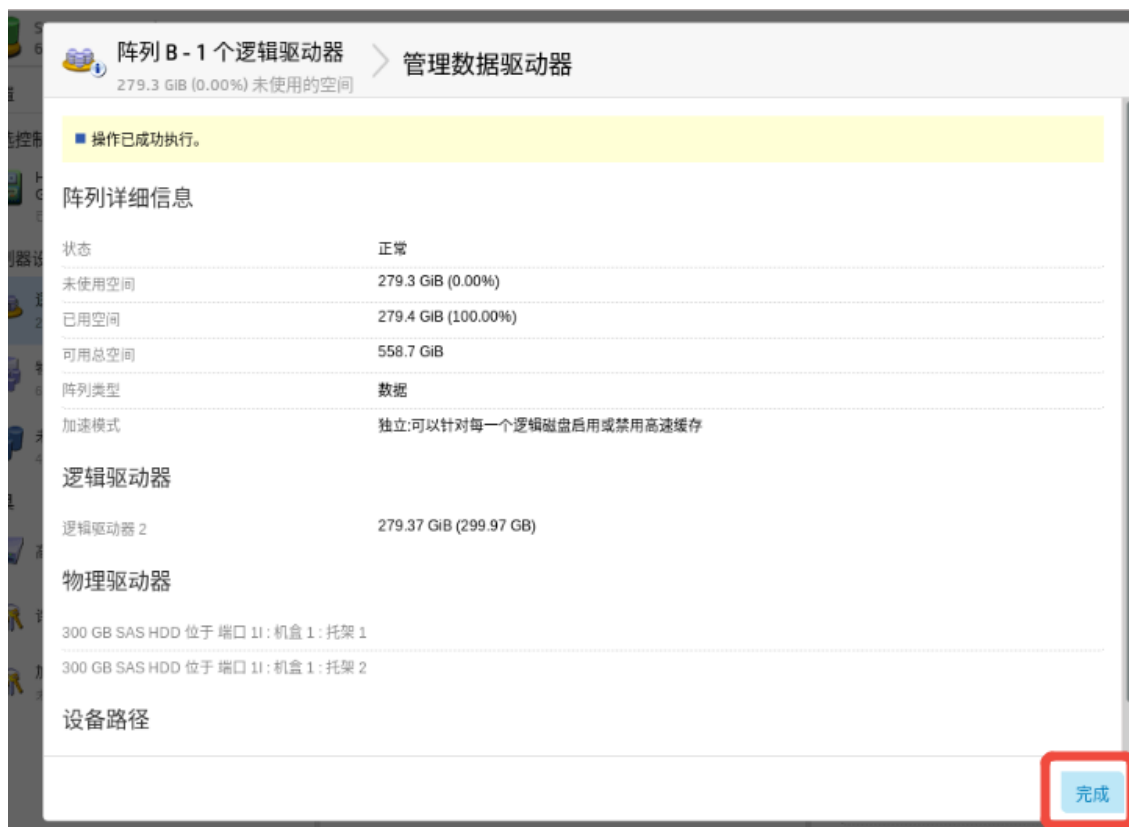 阵列 B - 1 个逻辑驱动器
279.3 GiB (0.00%) 未使用的空间
管理数据驱动器
操作已成功执行。
阵列详细信息
状态 正常
未使用空间 279.3 GiB (0.00%)
已用空间 279.4 GiB (100.00%)
可用总空间 558.7 GiB
阵列类型 数据
加速模式 独立:可以针对每一个逻辑磁盘启用或禁用高速缓存
逻辑驱动器
逻辑驱动器 2 279.37 GiB (299.97 GB)
物理驱动器
300 GB SAS HDD 位于 端口 1I : 机盒 1 : 托架 1
300 GB SAS HDD 位于 端口 1I : 机盒 1 : 托架 2
设备路径
完成